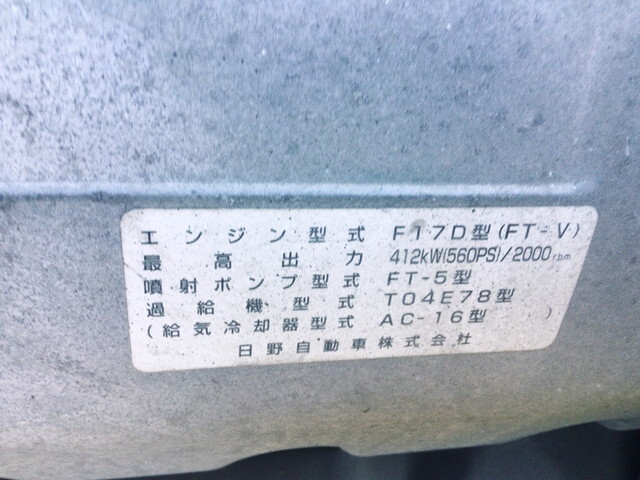 エンジン型式 F17D型(FT-V)
最高出力 412kW(560PS)/2000rbm
噴射ポンプ型式 FT-5型
過給機型式 T04E78型
(給気冷却器型式 AC-16型)
日野自動車株式会社